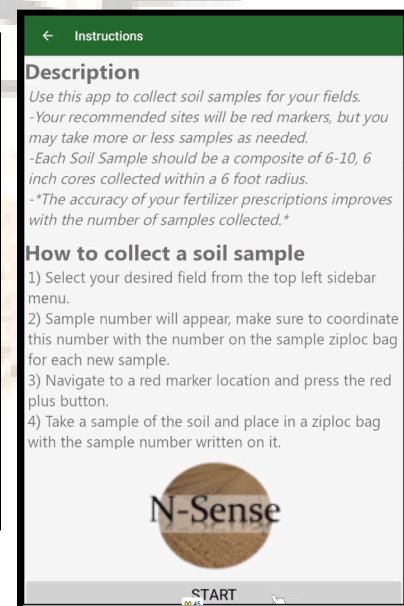 Instructions
Description
Use this app to collect soil samples for your fields.
-Your recommended sites will be red markers, but you
may take more or less samples as needed.
-Each Soil Sample should be a composite of 6-10, 6
inch cores collected within a 6 foot radius.
-*The accuracy of your fertilizer prescriptions improves
with the number of samples collected.*
How to collect a soil sample
1) Select your desired field from the top left sidebar
menu.
2) Sample number will appear, make sure to coordinate
this number with the number on the sample ziploc bag
for each new sample.
3) Navigate to a red marker location and press the red
plus button.
4) Take a sample of the soil and place in a ziploc bag
with the sample number written on it.
N-Sense
START
00:45